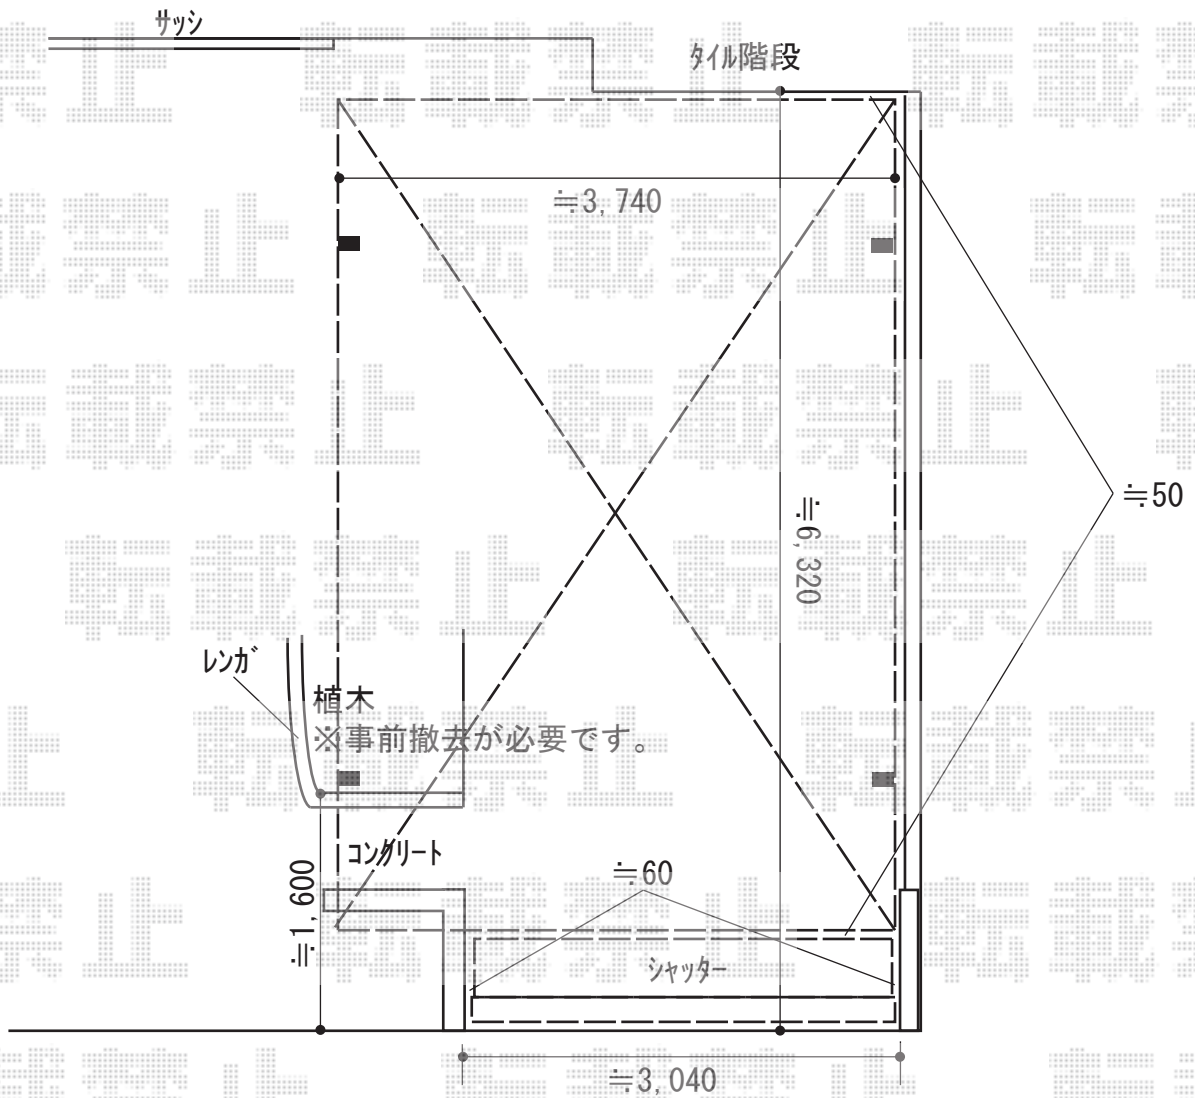 サッシ
タイル階段
≒3,740
≒50
≒6,320
レンガ
植木
※事前撤去が必要です。
コンクリート
≒60
≒1,600
シャッター
≒3,040
転載禁止